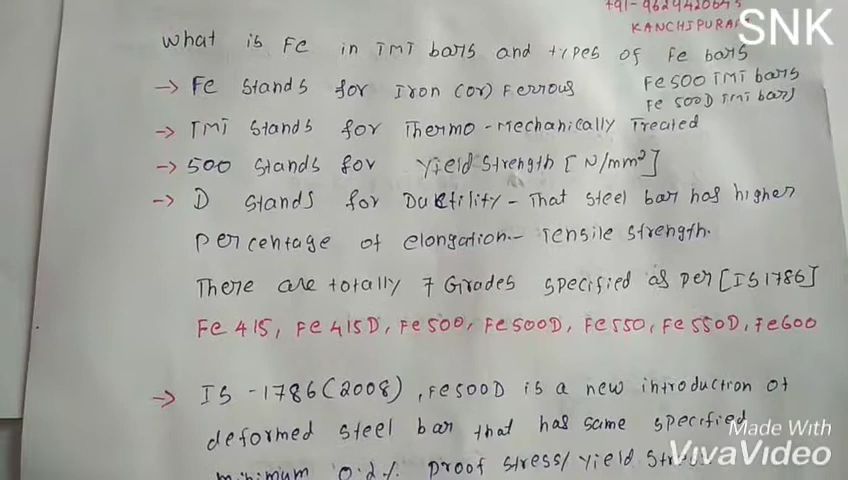 +91-9629420645
KANCHIPURAM
SNK
What is Fe in TMT bars and types of Fe bars
→ Fe stands for Iron (or) Ferrous
Fe 500 TMT bars
Fe 500D TMT bars
→ TMT stands for Thermo-Mechanically Treated
→ 500 stands for Yield Strength [N/mm²]
→ D stands for Ductility - That steel bar has higher
percentage of elongation - Tensile strength.
There are totally 7 Grades specified as per [IS1786]
Fe 415, Fe 415D, Fe 500, Fe 500D, Fe 550, Fe 550D, Fe 600
→ IS -1786(2008), Fe500D is a new introduction of
deformed steel bar that has same specified
minimum 0.2% proof stress/yield
Made With
VivaVideo